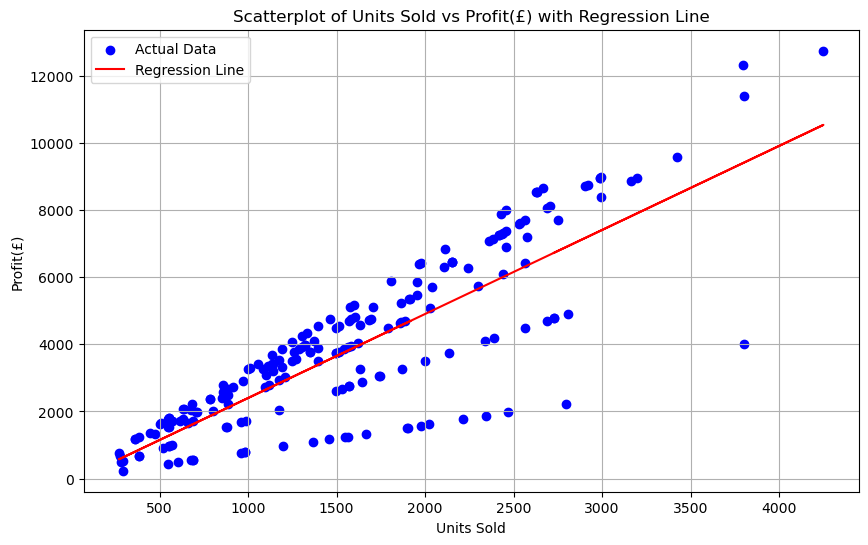 Scatterplot of Units Sold vs Profit(£) with Regression Line
Actual Data
Regression Line
12000
10000
8000
6000
4000
2000
0
Profit(£)
500 1000 1500 2000 2500 3000 3500 4000
Units Sold